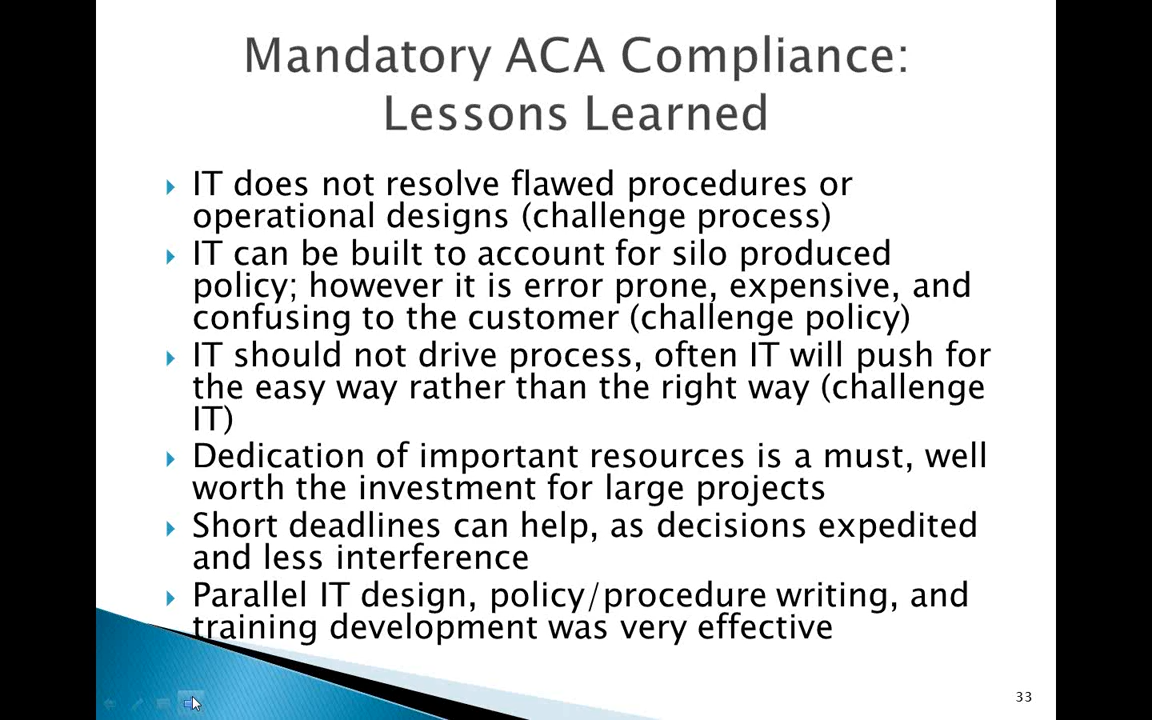 Mandatory ACA Compliance:
Lessons Learned
IT does not resolve flawed procedures or
operational designs (challenge process)
IT can be built to account for silo produced
policy; however it is error prone, expensive, and
confusing to the customer (challenge policy)
IT should not drive process, often IT will push for
the easy way rather than the right way (challenge
IT)
Dedication of important resources is a must, well
worth the investment for large projects
Short deadlines can help, as decisions expedited
and less interference
Parallel IT design, policy/procedure writing, and
training development was very effective
33